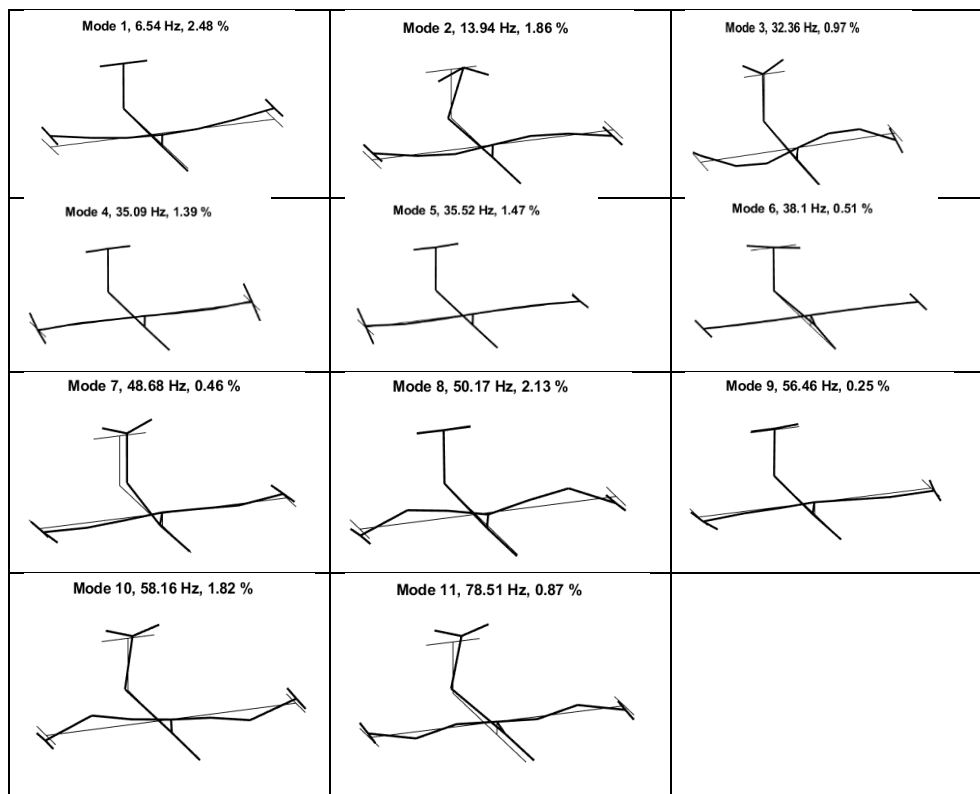 Mode 1, 6.54 Hz, 2.48 %
Mode 2, 13.94 Hz, 1.86 %
Mode 3, 32.36 Hz, 0.97 %
Mode 4, 35.09 Hz, 1.39 %
Mode 5, 35.52 Hz, 1.47 %
Mode 6, 38.1 Hz, 0.51 %
Mode 7, 48.68 Hz, 0.46 %
Mode 8, 50.17 Hz, 2.13 %
Mode 9, 56.46 Hz, 0.25 %
Mode 10, 58.16 Hz, 1.82 %
Mode 11, 78.51 Hz, 0.87 %